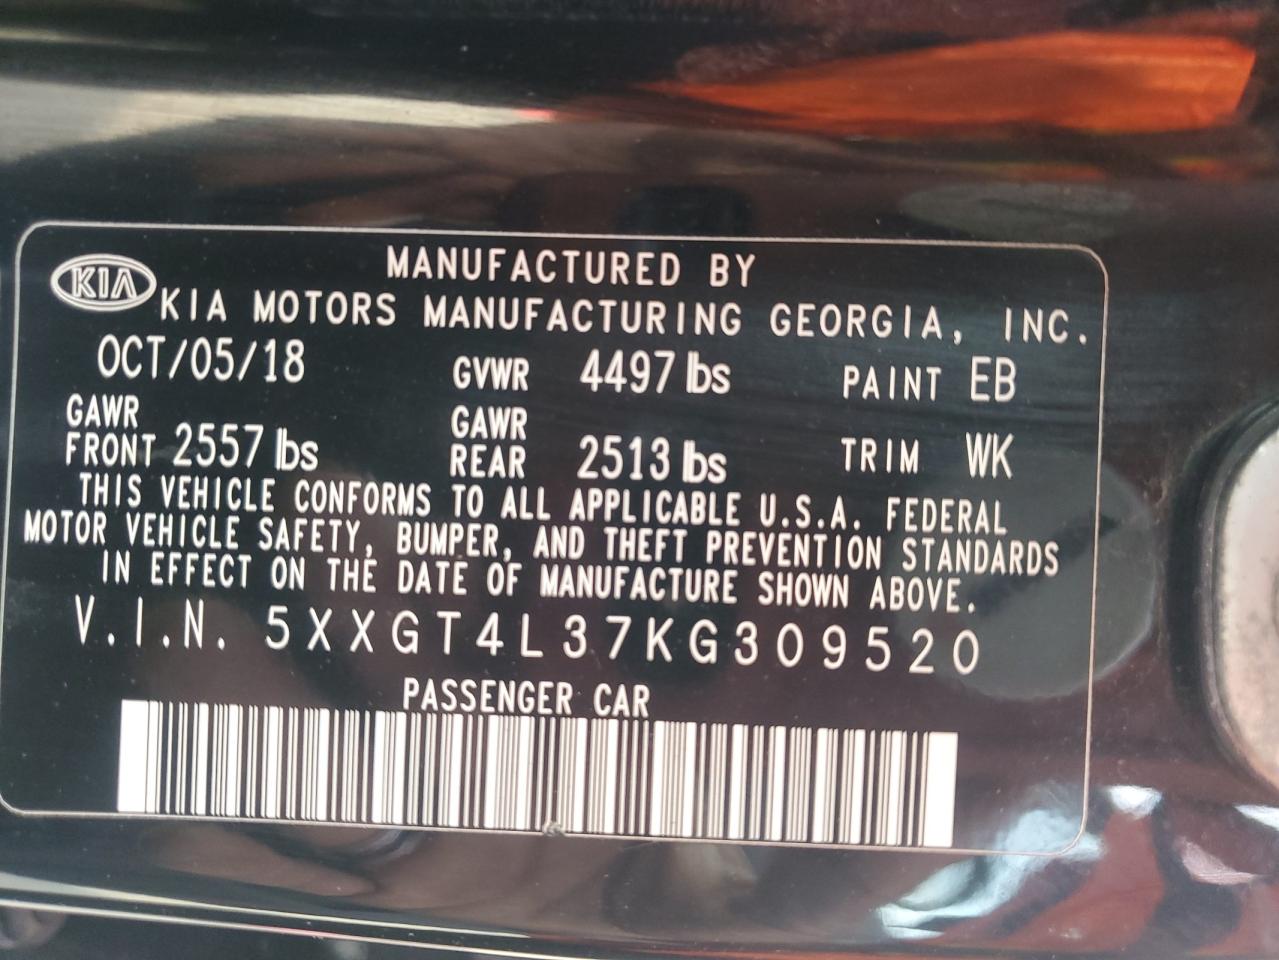 MANUFACTURED BY
KIA KIA MOTORS MANUFACTURING GEORGIA, INC.
OCT/05/18 GVWR 4497 lbs PAINT EB
GAWR FRONT 2557 lbs GAWR REAR 2513 lbs TRIM WK
THIS VEHICLE CONFORMS TO ALL APPLICABLE U.S.A. FEDERAL
MOTOR VEHICLE SAFETY, BUMPER, AND THEFT PREVENTION STANDARDS
IN EFFECT ON THE DATE OF MANUFACTURE SHOWN ABOVE.
V.I.N. 5XXGT4L37KG309520
PASSENGER CAR